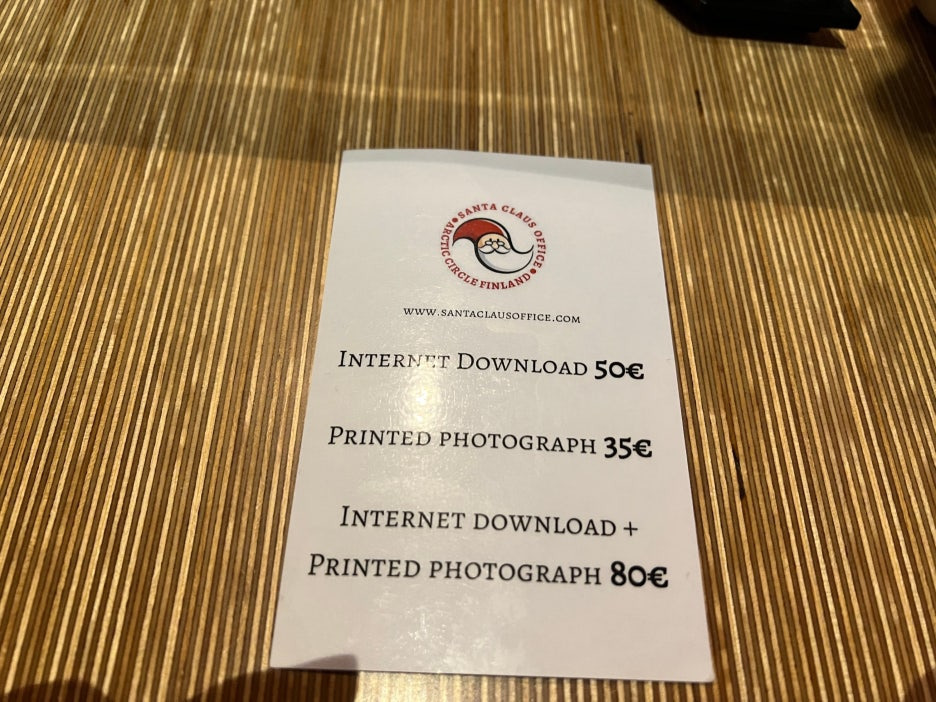 SANTA CLAUS OFFICE
ARCTIC CIRCLE FINLAND
WWW.SANTACLAUSOFFICE.COM
INTERNET DOWNLOAD 50€
PRINTED PHOTOGRAPH 35€
INTERNET DOWNLOAD +
PRINTED PHOTOGRAPH 80€